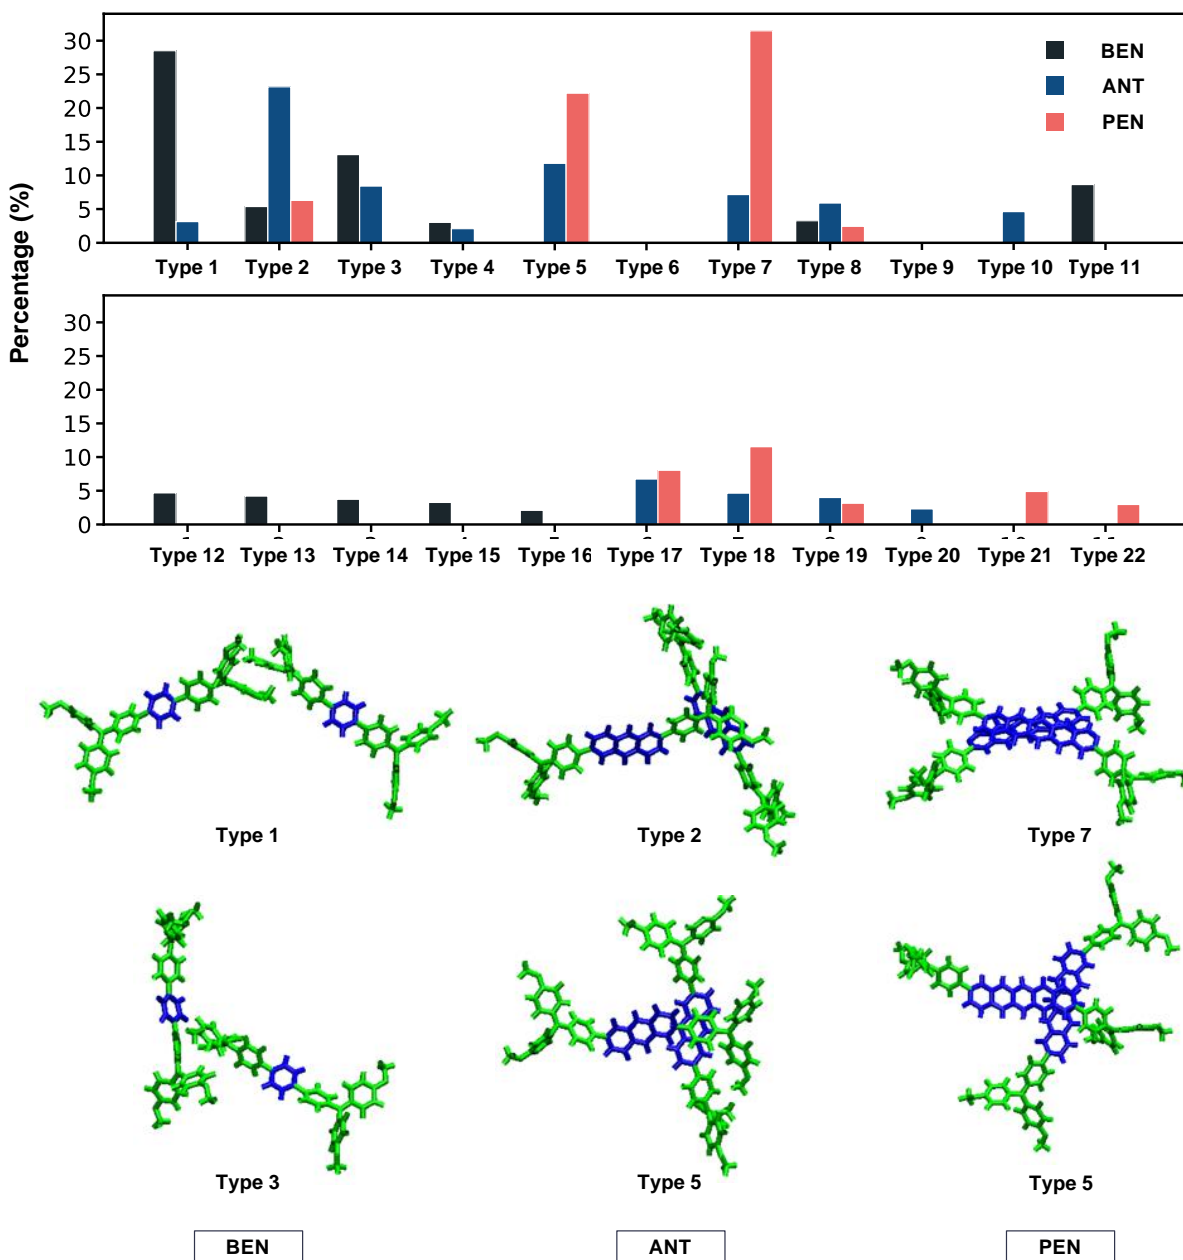 Percentage (%)
30
25
20
15
10
5
0
BEN
ANT
PEN
Type 1 Type 2 Type 3 Type 4 Type 5 Type 6 Type 7 Type 8 Type 9 Type 10 Type 11
30
25
20
15
10
5
0
Type 12 Type 13 Type 14 Type 15 Type 16 Type 17 Type 18 Type 19 Type 20 Type 21 Type 22
Type 1 Type 2 Type 7
Type 3 Type 5 Type 5
BEN ANT PEN